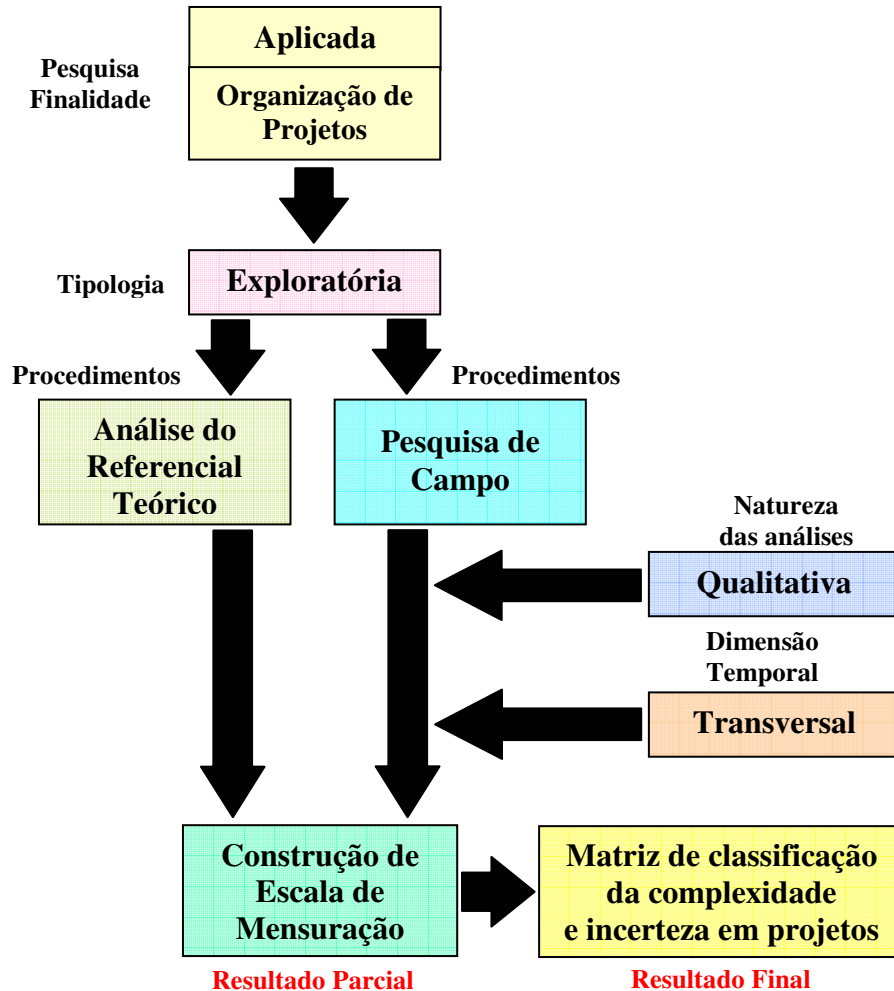 Pesquisa
Finalidade
Aplicada
Organização de
Projetos
Tipologia
Exploratória
Procedimentos
Procedimentos
Análise do
Referencial
Teórico
Pesquisa de
Campo
Natureza
das análises
Qualitativa
Dimensão
Temporal
Transversal
Construção de
Escala de
Mensuração
Matriz de classificação
da complexidade
e incerteza em projetos
Resultado Parcial
Resultado Final